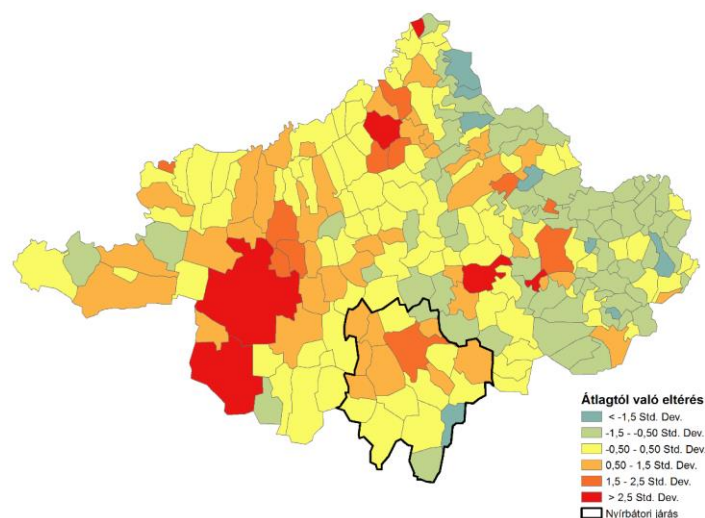 Átlagtól való eltérés
< -1,5 Std. Dev.
-1,5 - -0,50 Std. Dev.
-0,50 - 0,50 Std. Dev.
0,50 - 1,5 Std. Dev.
1,5 - 2,5 Std. Dev.
> 2,5 Std. Dev.
Nyírbátori járás